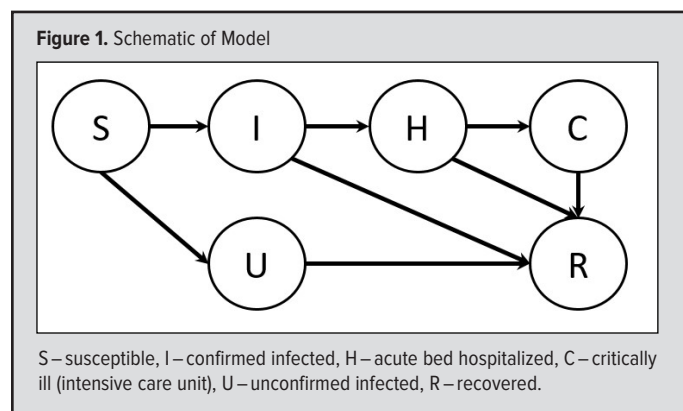 Figure 1. Schematic of Model
S I H C
U R
S – susceptible, I – confirmed infected, H – acute bed hospitalized, C – critically
ill (intensive care unit), U – unconfirmed infected, R – recovered.